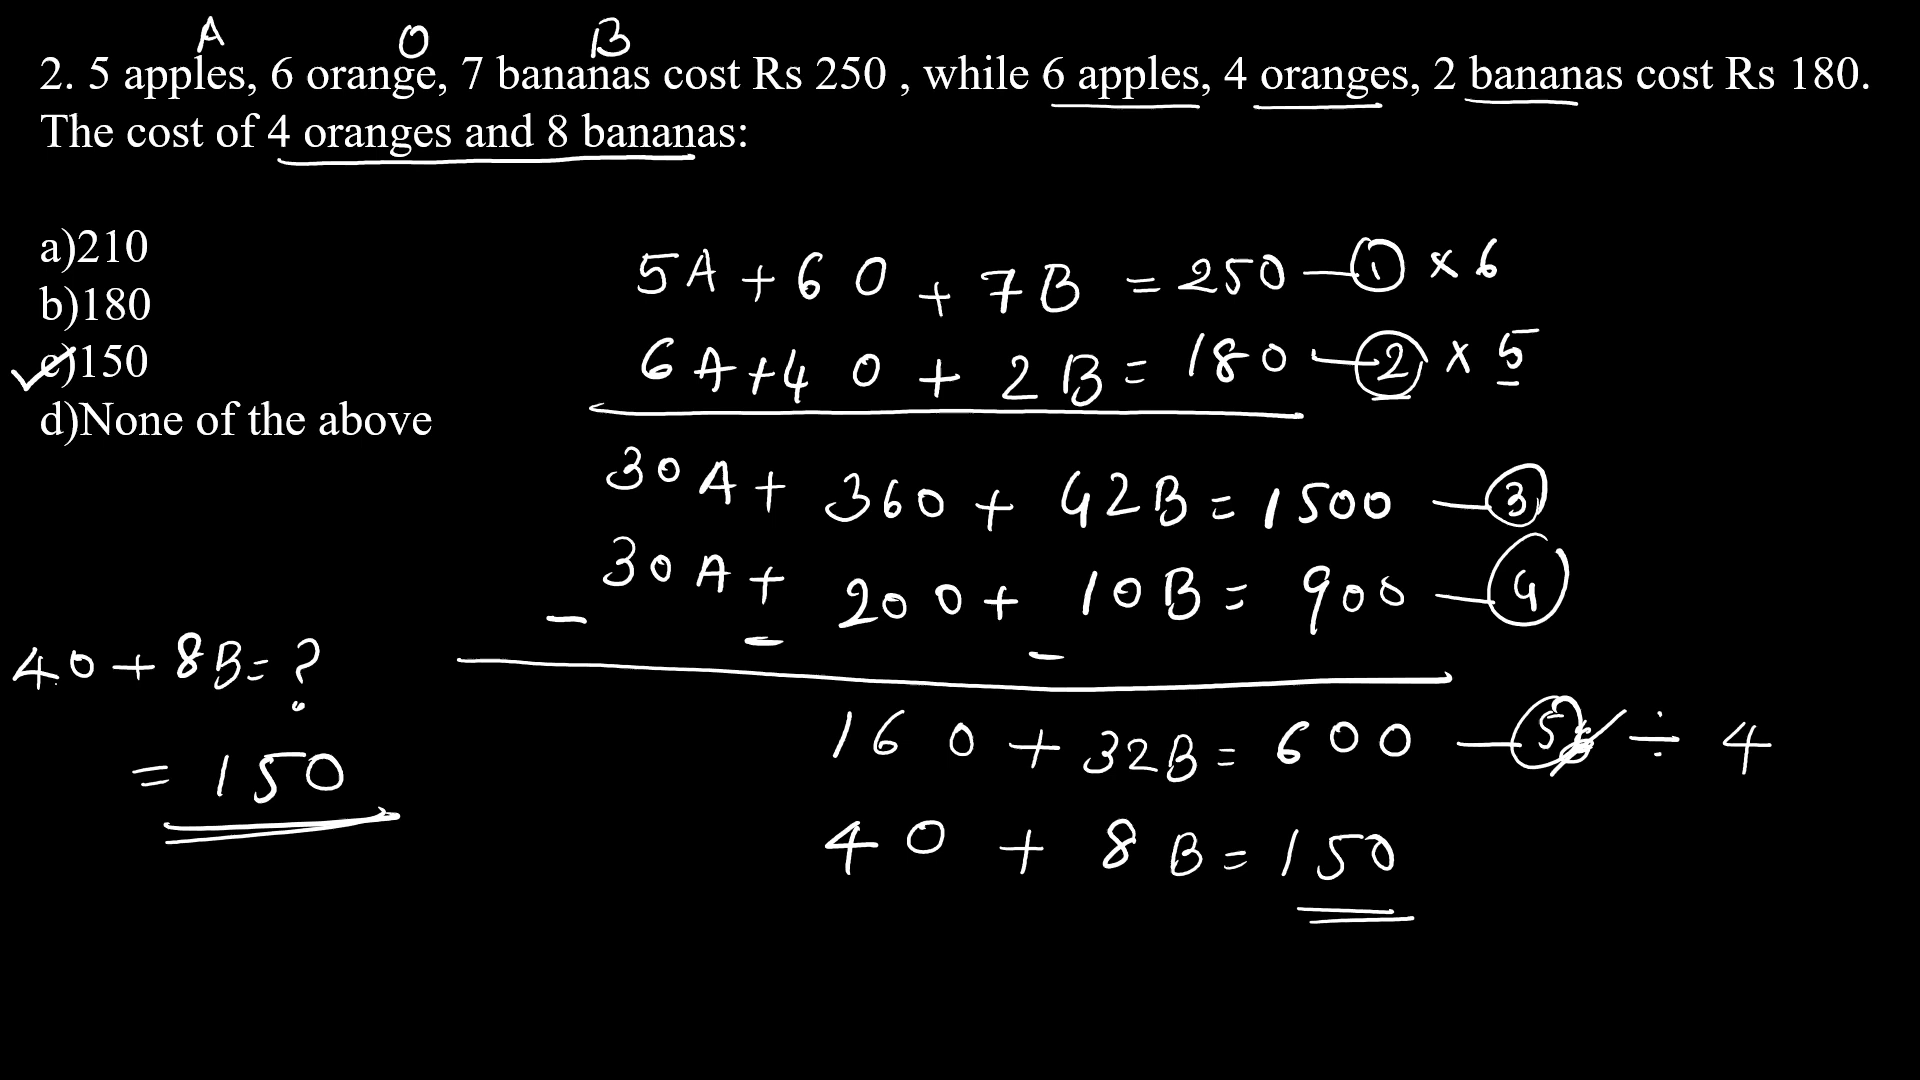 A O B
2. 5 apples, 6 orange, 7 bananas cost Rs 250 , while 6 apples, 4 oranges, 2 bananas cost Rs 180.
The cost of 4 oranges and 8 bananas:
a)210
b)180
c)150
d)None of the above
5A + 6O + 7B = 250 — 1 × 6
6A + 4O + 2B = 180 — 2 × 5
30A + 36O + 42B = 1500 — 3
30A + 20O + 10B = 900 — 4
− − −
16O + 32B = 600 — 5 ÷ 4
4O + 8B = 150
4O + 8B = ?
= 150